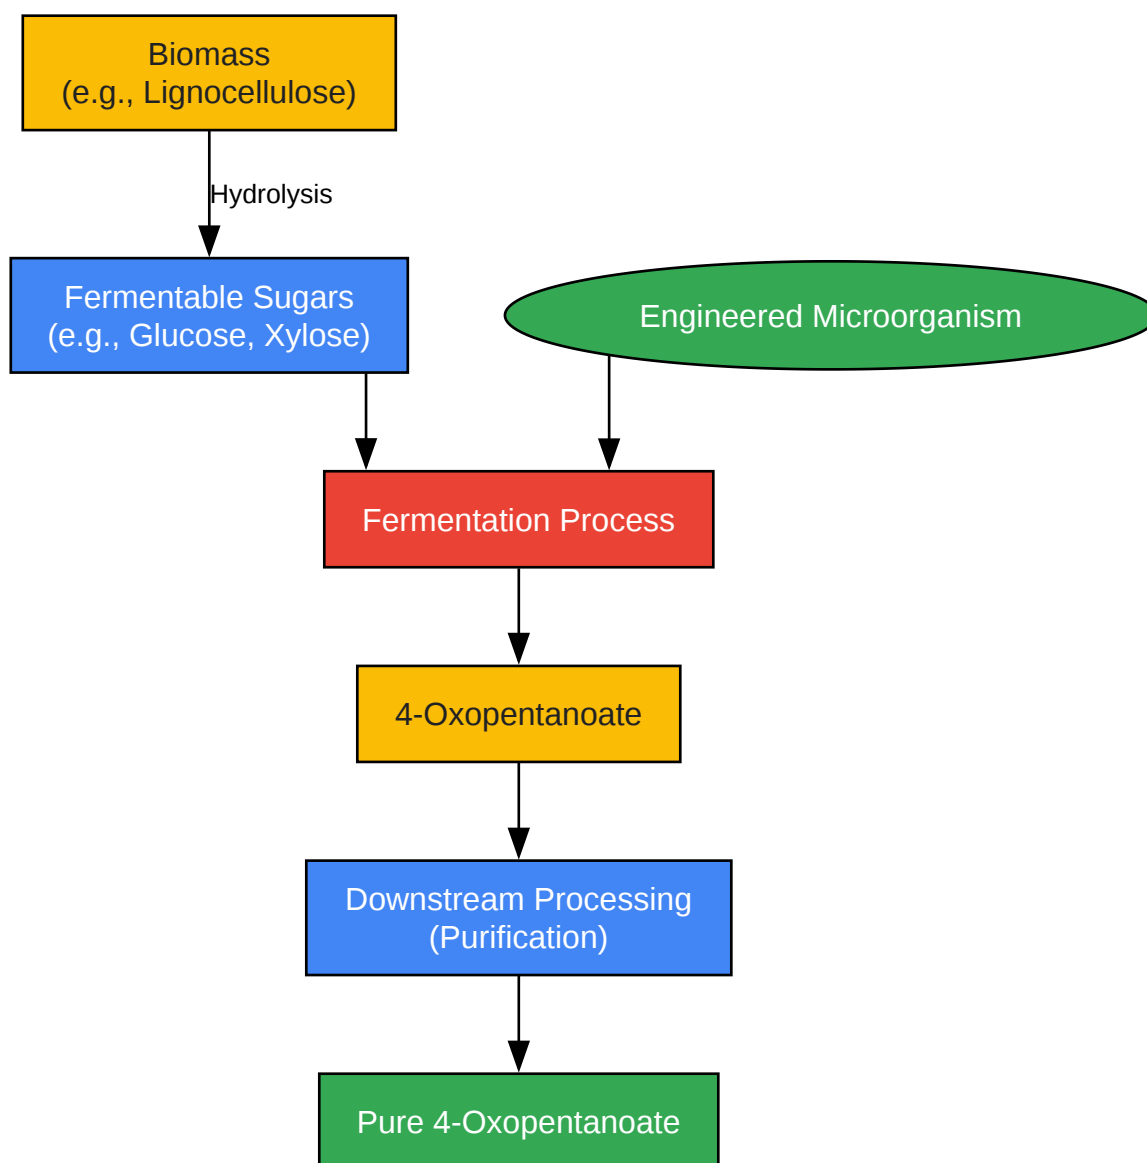 Biomass
(e.g., Lignocellulose)
Hydrolysis
Fermentable Sugars
(e.g., Glucose, Xylose)
Engineered Microorganism
Fermentation Process
4-Oxopentanoate
Downstream Processing
(Purification)
Pure 4-Oxopentanoate